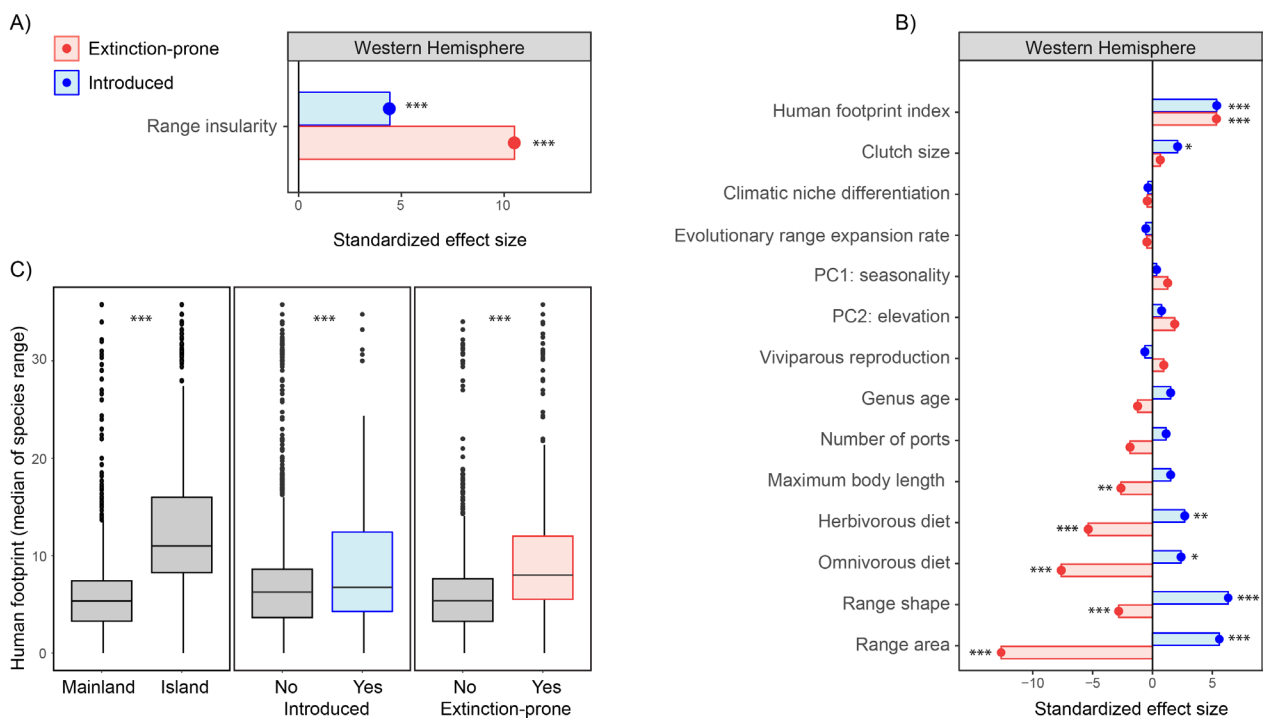 A)
Extinction-prone
Introduced
Western Hemisphere
Range insularity
***
***
0 5 10
Standardized effect size
B)
Western Hemisphere
Human footprint index
***
***
Clutch size
*
Climatic niche differentiation
Evolutionary range expansion rate
PC1: seasonality
PC2: elevation
Viviparous reproduction
Genus age
Number of ports
Maximum body length
**
Herbivorous diet
**
***
Omnivorous diet
*
***
Range shape
***
***
Range area
***
***
−10 −5 0 5
Standardized effect size
C)
Human footprint (median of species range)
30
20
10
0
*** *** ***
Mainland Island No Yes No Yes
Introduced Extinction-prone